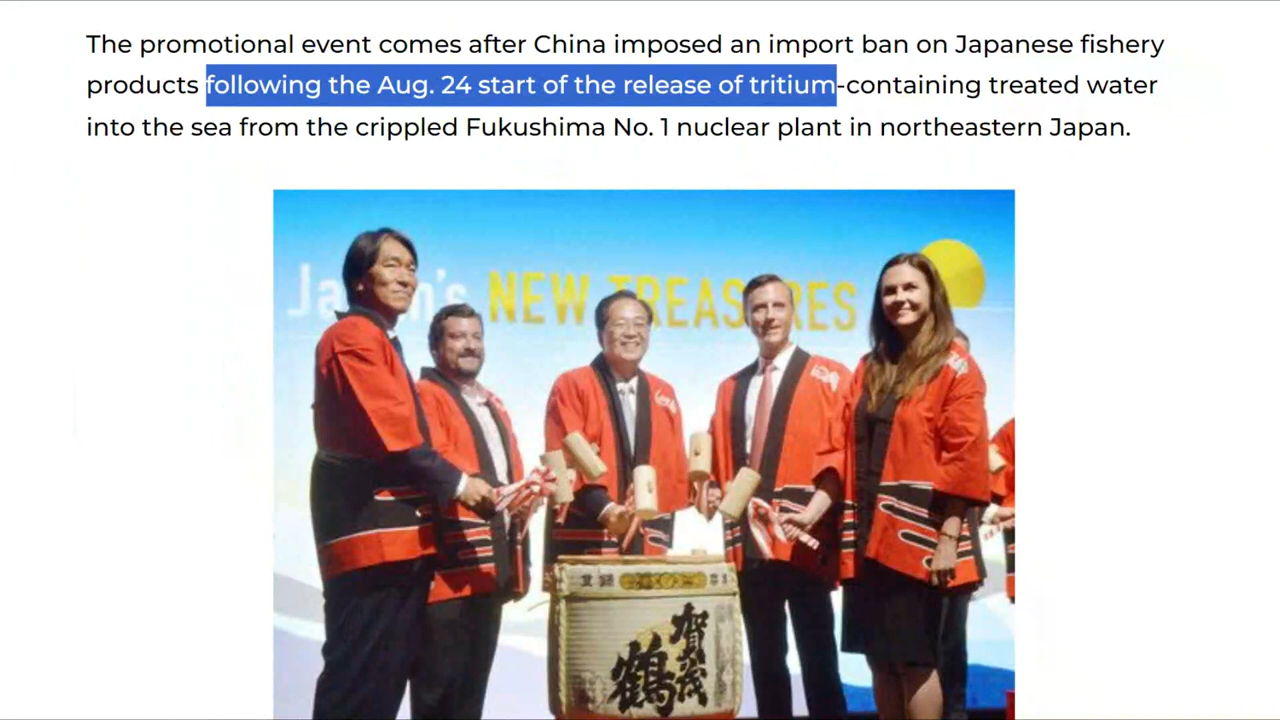 The promotional event comes after China imposed an import ban on Japanese fishery
products following the Aug. 24 start of the release of tritium-containing treated water
into the sea from the crippled Fukushima No. 1 nuclear plant in northeastern Japan.
NEW TREASURES
賀茂
鶴